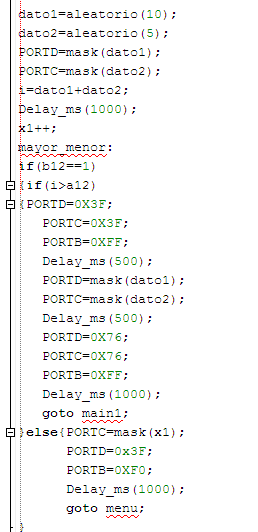 dato1=aleatorio(10);
dato2=aleatorio(5);
PORTD=mask(dato1);
PORTC=mask(dato2);
i=dato1+dato2;
Delay_ms(1000);
x1++;
mayor_menor:
if(b12==1)
{if(i>a12)
{PORTD=0X3F;
PORTC=0X3F;
PORTB=0XFF;
Delay_ms(500);
PORTD=mask(dato1);
PORTC=mask(dato2);
Delay_ms(500);
PORTD=0X76;
PORTC=0X76;
PORTB=0XFF;
Delay_ms(1000);
goto main1;
}else{PORTC=mask(x1);
PORTD=0x3F;
PORTB=0XF0;
Delay_ms(1000);
goto menu;
}